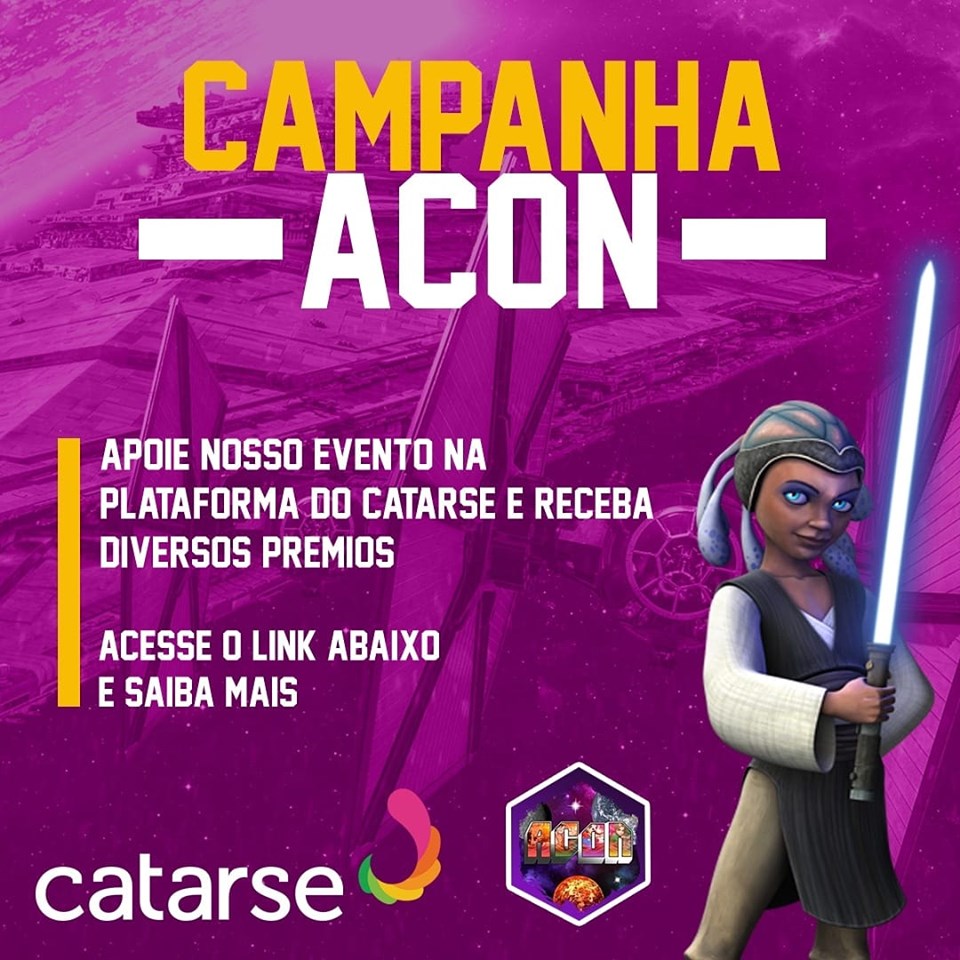 CAMPANHA
ACON
APOIE NOSSO EVENTO NA
PLATAFORMA DO CATARSE E RECEBA
DIVERSOS PREMIOS
ACESSE O LINK ABAIXO
E SAIBA MAIS
catarse
ACON